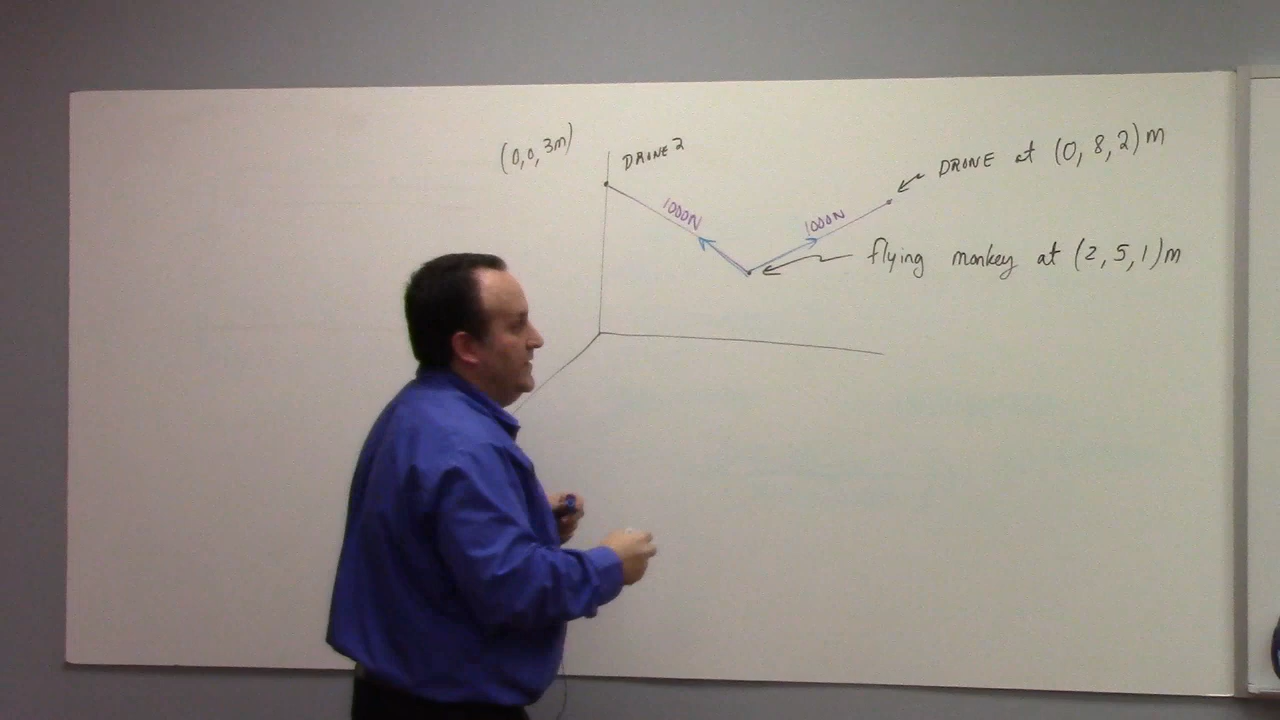 (0,0,3m)
DRONE 2
DRONE at (0, 8, 2)m
1000N
1000N
flying monkey at (2, 5, 1)m